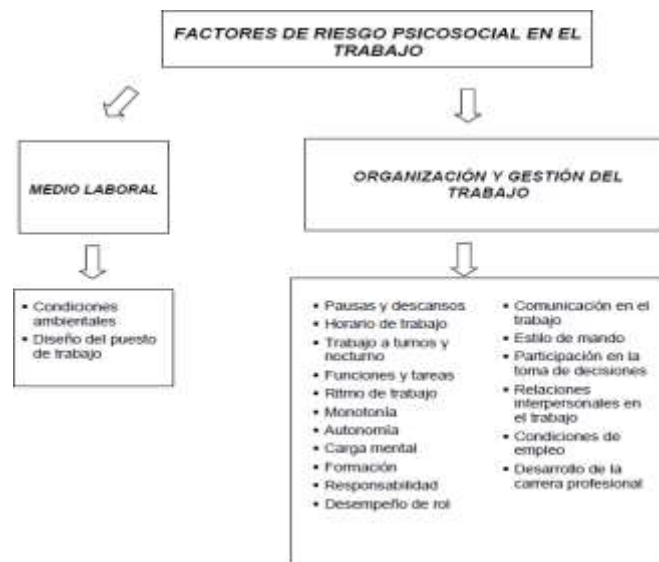 FACTORES DE RIESGO PSICOSOCIAL EN EL
TRABAJO
MEDIO LABORAL
ORGANIZACIÓN Y GESTIÓN DEL
TRABAJO
• Condiciones
ambientales
• Diseño del puesto
de trabajo
• Pausas y descansos
• Horario de trabajo
• Trabajo a turnos y
nocturno
• Funciones y tareas
• Ritmo de trabajo
• Monotonía
• Autonomía
• Carga mental
• Formación
• Responsabilidad
• Desempeño de rol
• Comunicación en el
trabajo
• Estilo de mando
• Participación en la
toma de decisiones
• Relaciones
interpersonales en
el trabajo
• Condiciones de
empleo
• Desarrollo de la
carrera profesional